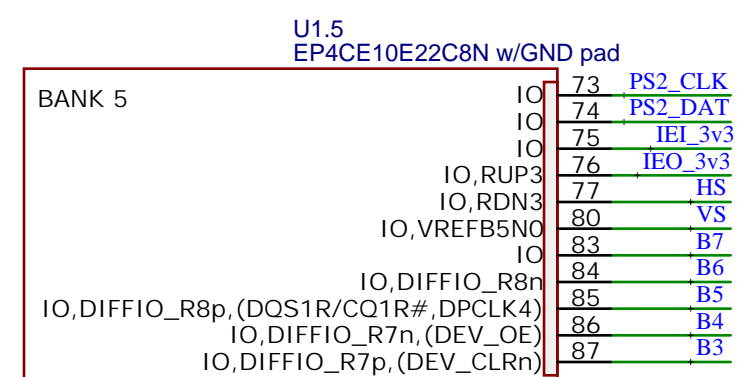 U1.5
EP4CE10E22C8N w/GND pad
BANK 5
IO 73 PS2_CLK
IO 74 PS2_DAT
IO 75 IEI_3v3
IO,RUP3 76 IEO_3v3
IO,RDN3 77 HS
IO,VREFB5N0 80 VS
IO 83 B7
IO,DIFFIO_R8n 84 B6
IO,DIFFIO_R8p,(DQS1R/CQ1R#,DPCLK4) 85 B5
IO,DIFFIO_R7n,(DEV_OE) 86 B4
IO,DIFFIO_R7p,(DEV_CLRn) 87 B3